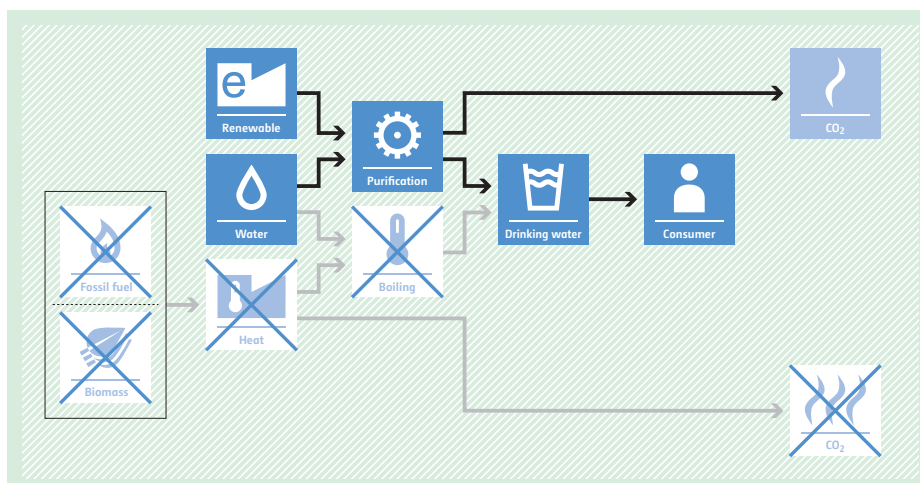 e
Renewable
CO₂
Purification
Water
Drinking water
Consumer
Fossil fuel
Boiling
Heat
Biomass
CO₂